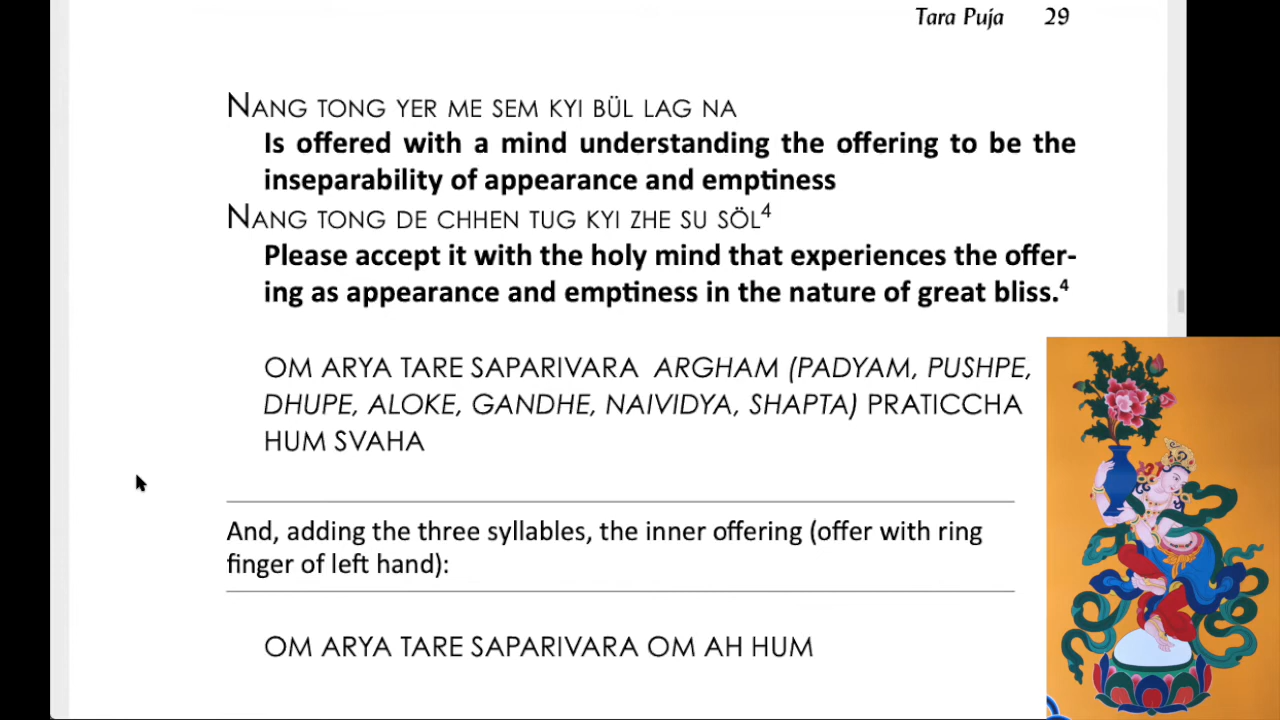 Tara Puja 29
NANG TONG YER ME SEM KYI BÜL LAG NA
Is offered with a mind understanding the offering to be the
inseparability of appearance and emptiness
NANG TONG DE CHHEN TUG KYI ZHE SU SÖL⁴
Please accept it with the holy mind that experiences the offer-
ing as appearance and emptiness in the nature of great bliss.⁴
OM ARYA TARE SAPARIVARA ARGHAM (PADYAM, PUSHPE,
DHUPE, ALOKE, GANDHE, NAIVIDYA, SHAPTA) PRATICCHA
HUM SVAHA
And, adding the three syllables, the inner offering (offer with ring
finger of left hand):
OM ARYA TARE SAPARIVARA OM AH HUM